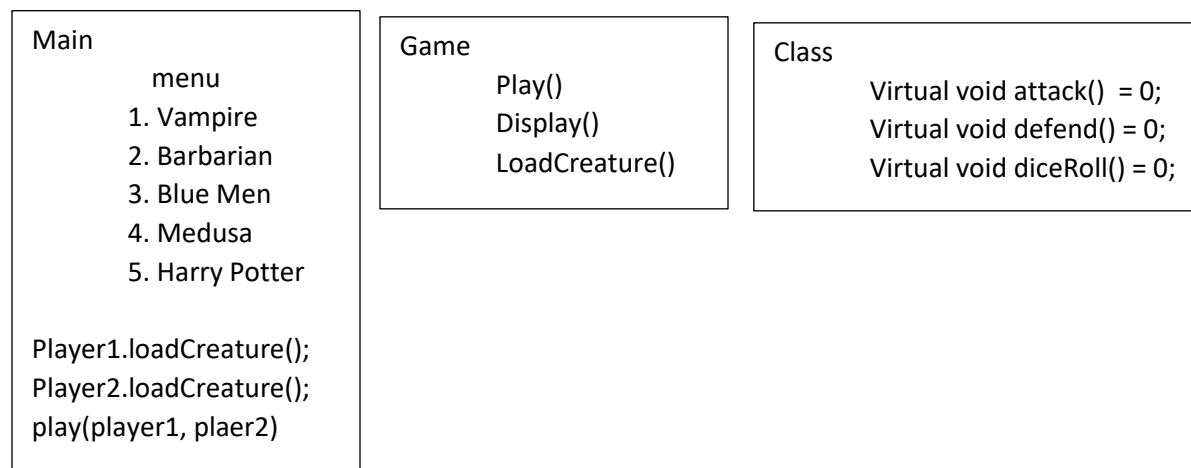 Main
menu
1. Vampire
2. Barbarian
3. Blue Men
4. Medusa
5. Harry Potter
Player1.loadCreature();
Player2.loadCreature();
play(player1, plaer2)
Game
Play()
Display()
LoadCreature()
Class
Virtual void attack()  = 0;
Virtual void defend() = 0;
Virtual void diceRoll() = 0;